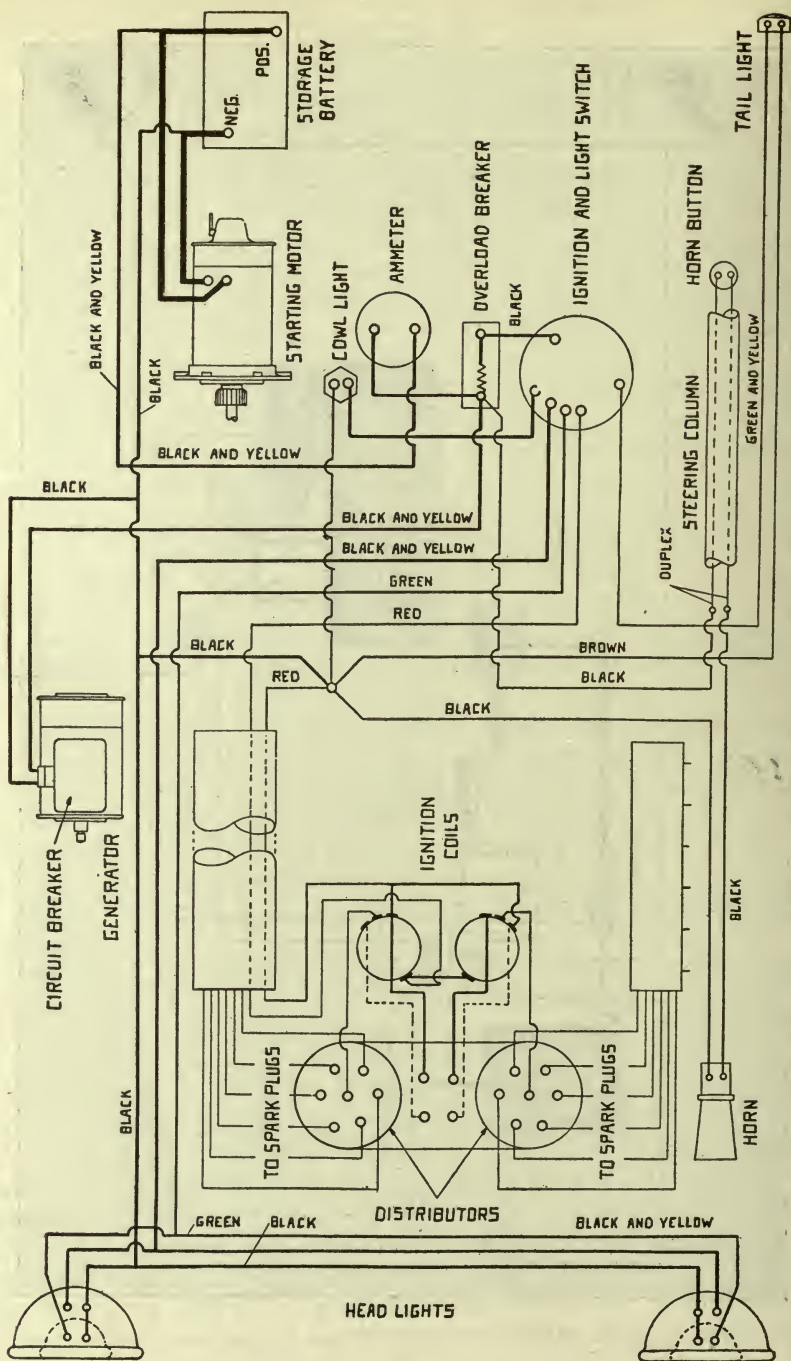 STORAGE
BATTERY
POS.
NEG.
TAIL LIGHT
STARTING MOTOR
BLACK AND YELLOW
BLACK
COWL LIGHT
AMMETER
OVERLOAD BREAKER
BLACK
IGNITION AND LIGHT SWITCH
HORN BUTTON
STEERING COLUMN
GREEN AND YELLOW
DUPLEX
BLACK AND YELLOW
BLACK
BLACK AND YELLOW
BLACK AND YELLOW
GREEN
RED
BLACK
BROWN
RED
BLACK
BLACK
CIRCUIT BREAKER
GENERATOR
IGNITION
COILS
BLACK
BLACK
TO SPARK PLUGS
TO SPARK PLUGS
HORN
DISTRIBUTORS
GREEN
BLACK
BLACK AND YELLOW
HEAD LIGHTS